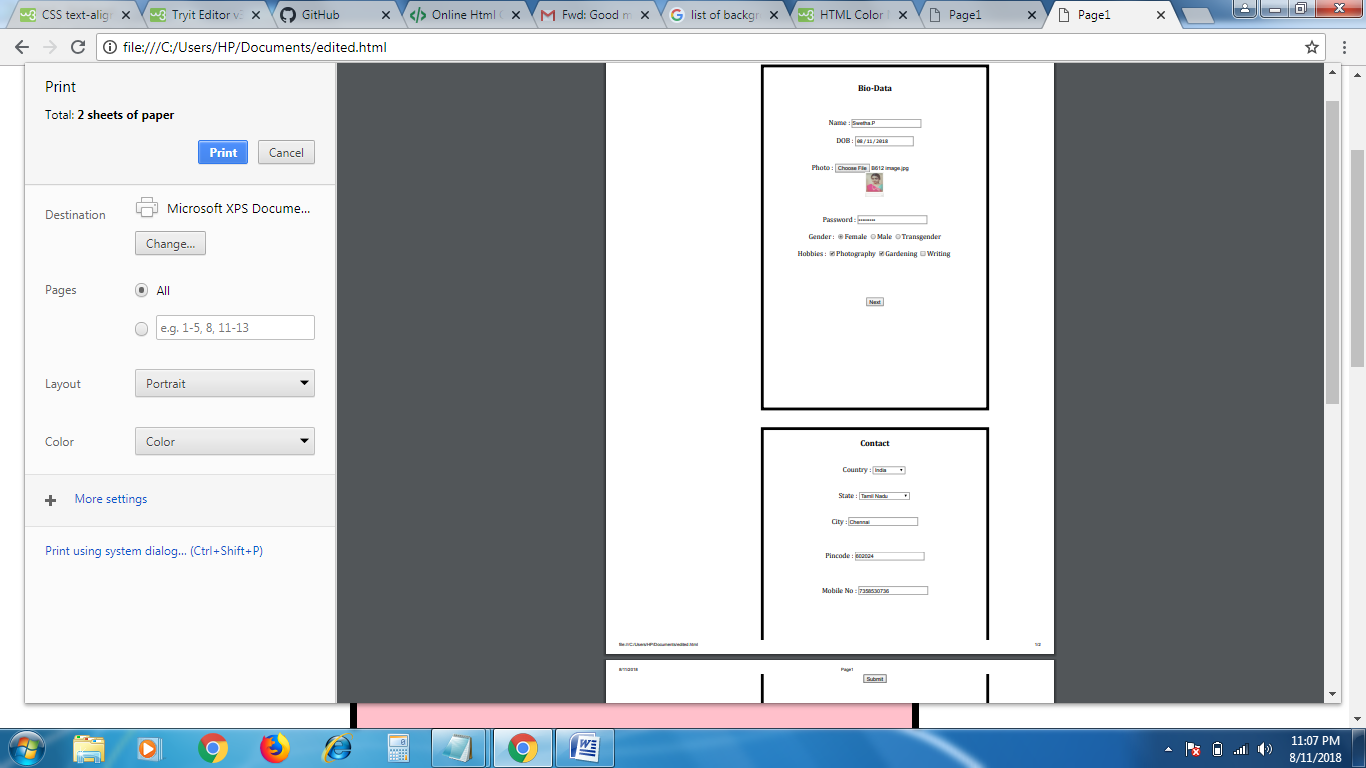 CSS text-alig
Tryit Editor v3
GitHub
Online Html
Fwd: Good m
list of backgr
HTML Color
Page1
Page1
file:///C:/Users/HP/Documents/edited.html
Print
Total: 2 sheets of paper
Print
Cancel
Destination
Microsoft XPS Docume...
Change...
Pages
All
e.g. 1-5, 8, 11-13
Layout
Portrait
Color
Color
More settings
Print using system dialog... (Ctrl+Shift+P)
Bio-Data
Name : Swetha.P
DOB : 08/11/2018
Photo : Choose File B612 image.jpg
Password : ••••••••
Gender : Female Male Transgender
Hobbies : Photography Gardening Writing
Next
Contact
Country : India
State : Tamil Nadu
City : Chennai
Pincode : 602024
Mobile No : 7358530736
file:///C:/Users/HP/Documents/edited.html 1/2
8/11/2018 Page1
Submit
11:07 PM
8/11/2018